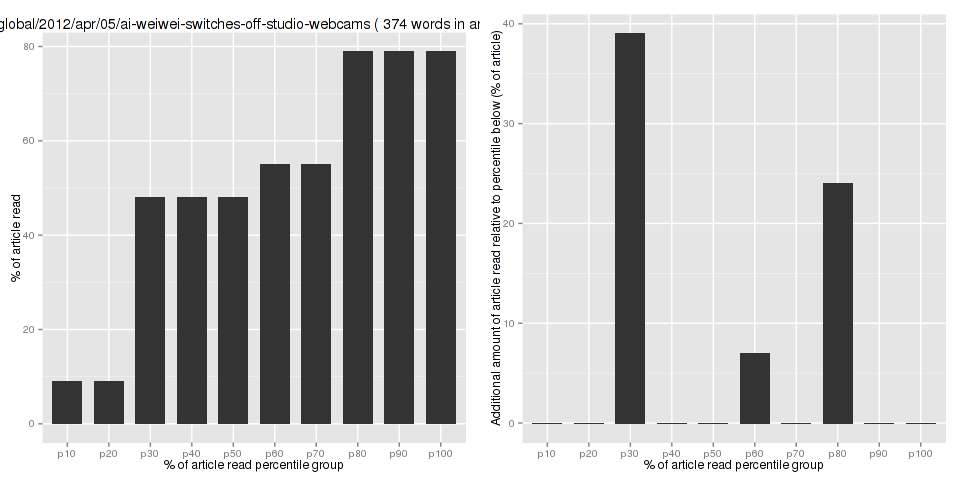 global/2012/apr/05/ai-weiwei-switches-off-studio-webcams ( 374 words in ar
% of article read
80
60
40
20
0
p10 p20 p30 p40 p50 p60 p70 p80 p90 p100
% of article read percentile group
Additional amount of article read relative to percentile below (% of article)
40
30
20
10
0
p10 p20 p30 p40 p50 p60 p70 p80 p90 p100
% of article read percentile group